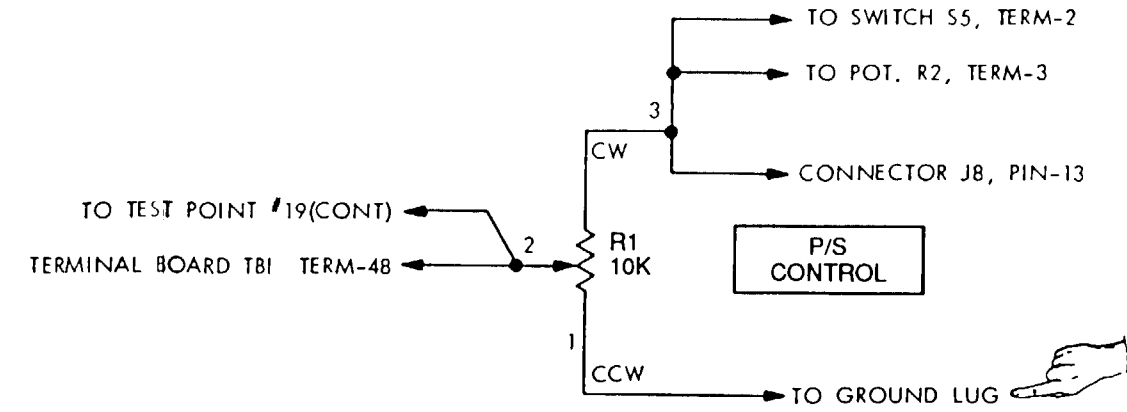 TO SWITCH S5, TERM-2
TO POT. R2, TERM-3
3
CW
CONNECTOR J8, PIN-13
TO TEST POINT #19(CONT)
2
R1
10K
P/S
CONTROL
TERMINAL BOARD TB1 TERM-48
1
CCW
TO GROUND LUG